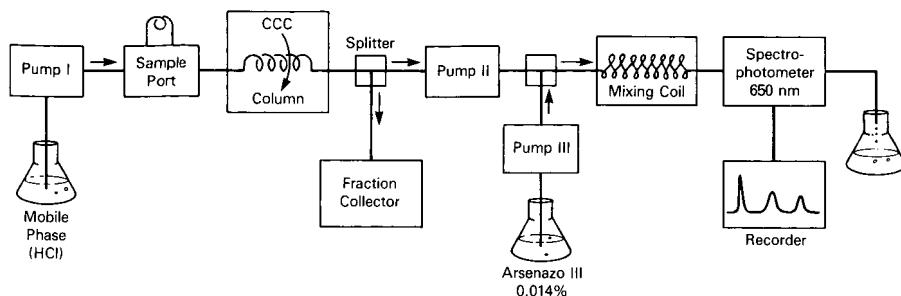 Pump I
Sample
Port
CCC
Column
Splitter
Fraction
Collector
Pump II
Pump III
Mixing Coil
Spectro-
photometer
650 nm
Recorder
Mobile
Phase
(HCl)
Arsenazo III
0.014%